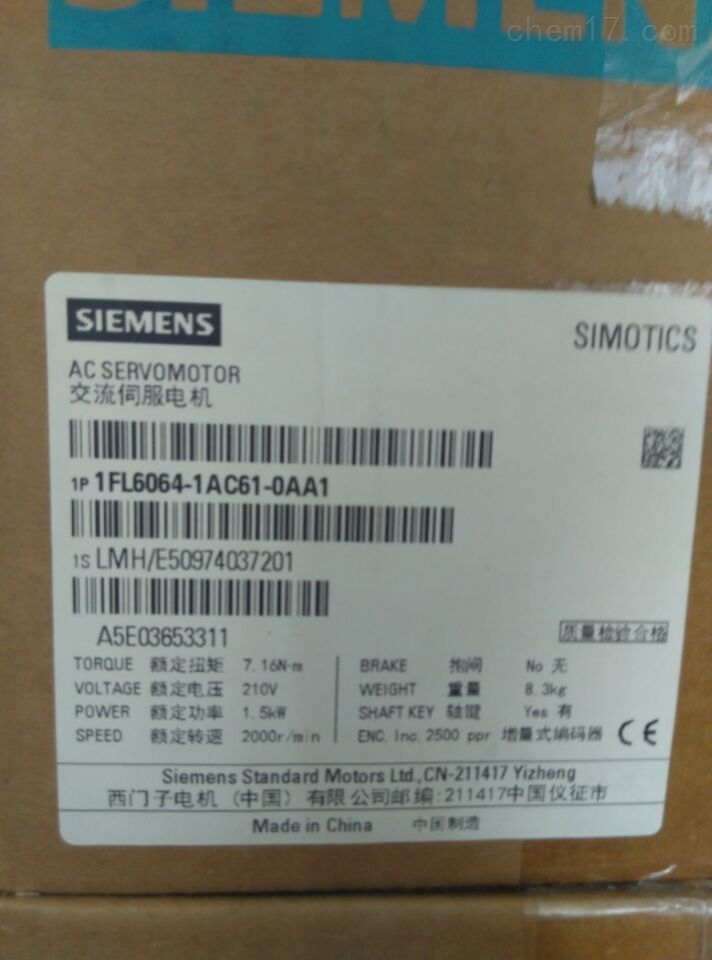 SIEMEN
chem17.com
SIEMENS
SIMOTICS
AC SERVOMOTOR
交流伺服电机
1P 1FL6064-1AC61-0AA1
1S LMH/E50974037201
A5E03653311
质量检验合格
TORQUE 额定扭矩 7.16N-m BRAKE 抱闸 No 无
VOLTAGE 额定电压 210V WEIGHT 重量 8.3kg
POWER 额定功率 1.5kW SHAFT KEY 轴键 Yes 有
SPEED 额定转速 2000r/min ENC. Inc. 2500 ppr 增量式编码器 CE
Siemens Standard Motors Ltd.,CN-211417 Yizheng
西门子电机（中国）有限公司邮编:211417中国仪征市
Made in China 中国制造